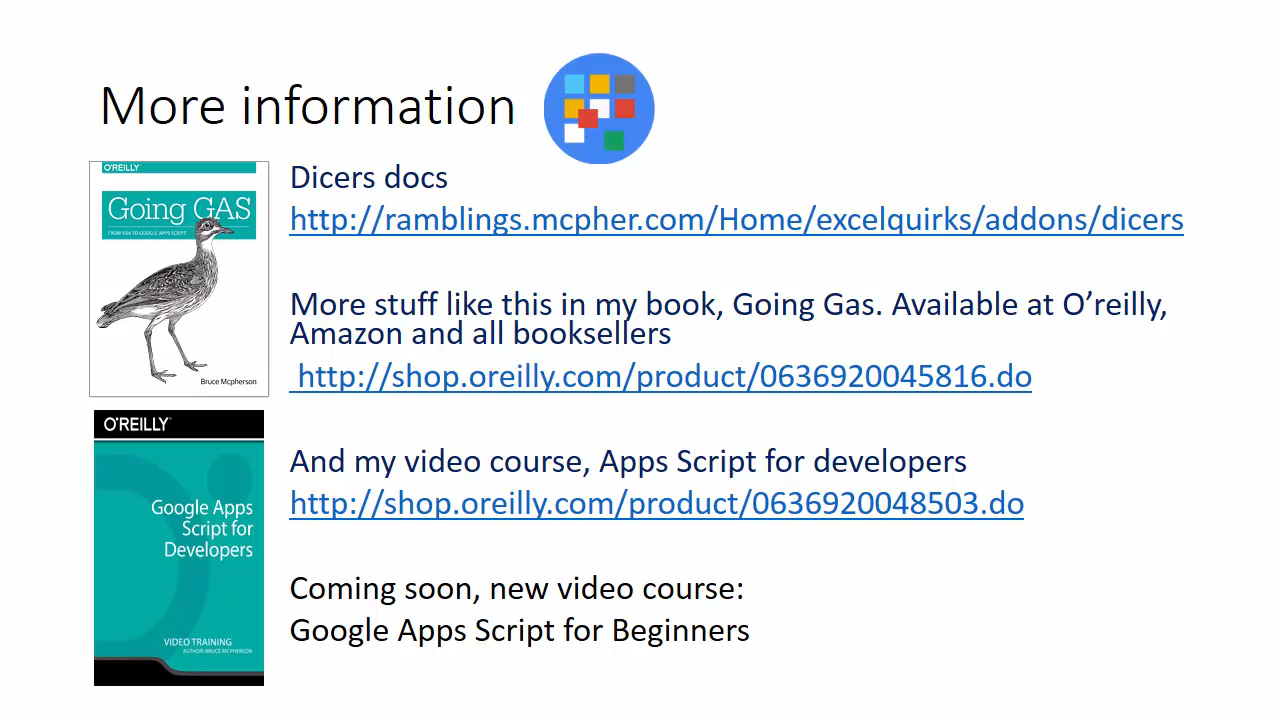 More information
O'REILLY®
Going GAS
FROM VBA TO GOOGLE APPS SCRIPT
Bruce Mcpherson
Dicers docs
http://ramblings.mcpher.com/Home/excelquirks/addons/dicers
More stuff like this in my book, Going Gas. Available at O’reilly,
Amazon and all booksellers
http://shop.oreilly.com/product/0636920045816.do
O'REILLY®
Google Apps
Script for
Developers
VIDEO TRAINING
AUTHOR: BRUCE MCPHERSON
And my video course, Apps Script for developers
http://shop.oreilly.com/product/0636920048503.do
Coming soon, new video course:
Google Apps Script for Beginners